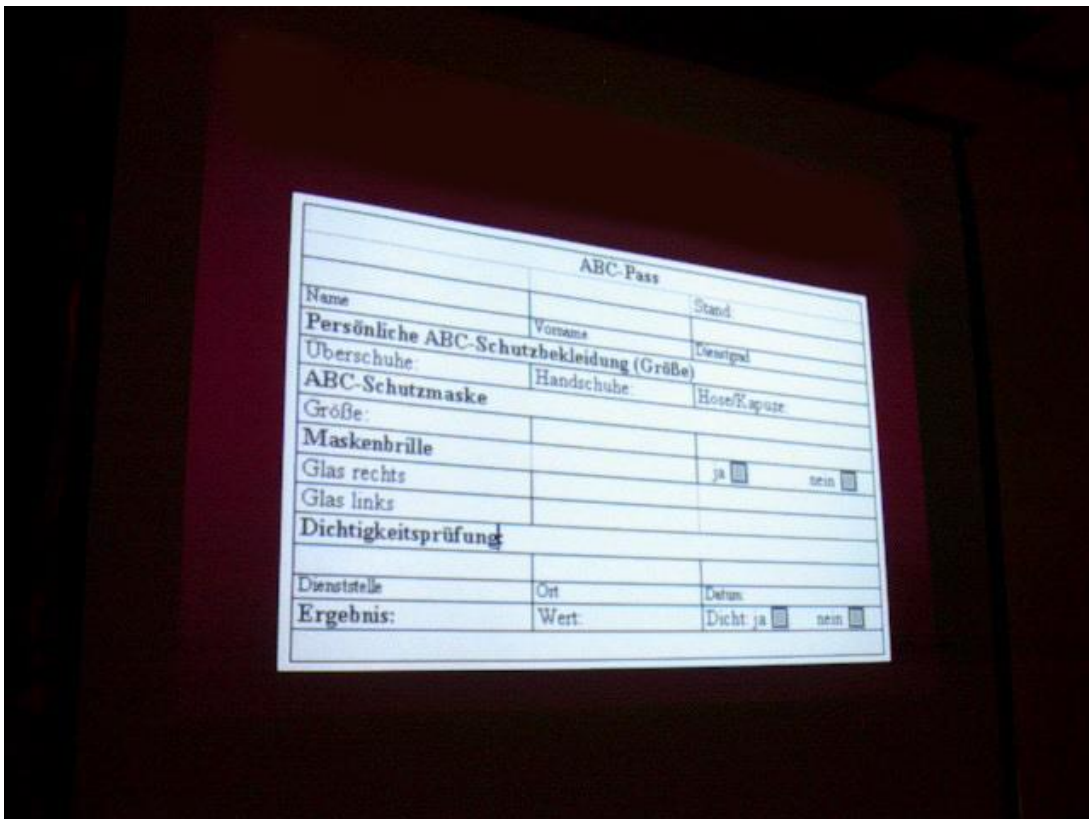 ABC-Pass
Stand
Name Vorname Dienstgrad
Persönliche ABC-Schutzbekleidung (Größe)
Überschuhe: Handschuhe: Hose/Kapuze:
ABC-Schutzmaske
Größe:
Maskenbrille ja nein
Glas rechts
Glas links
Dichtigkeitsprüfung:
Dienststelle Ort Datum
Ergebnis: Wert: Dicht: ja nein